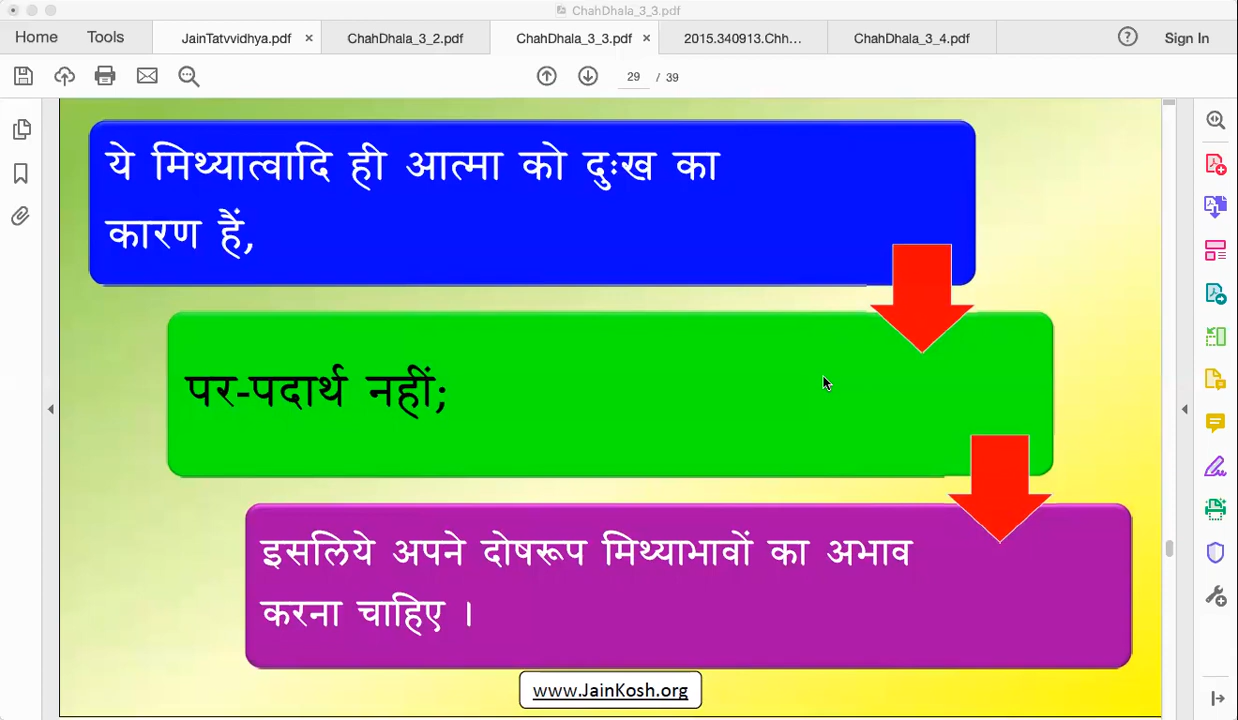 ChahDhala_3_3.pdf
Home Tools JainTatvvidhya.pdf × ChahDhala_3_2.pdf ChahDhala_3_3.pdf × 2015.340913.Chh... ChahDhala_3_4.pdf ? Sign In
29 / 39
ये मिथ्यात्वादि ही आत्मा को दुःख का
कारण हैं,
पर-पदार्थ नहीं;
इसलिये अपने दोषरूप मिथ्याभावों का अभाव
करना चाहिए ।
www.JainKosh.org